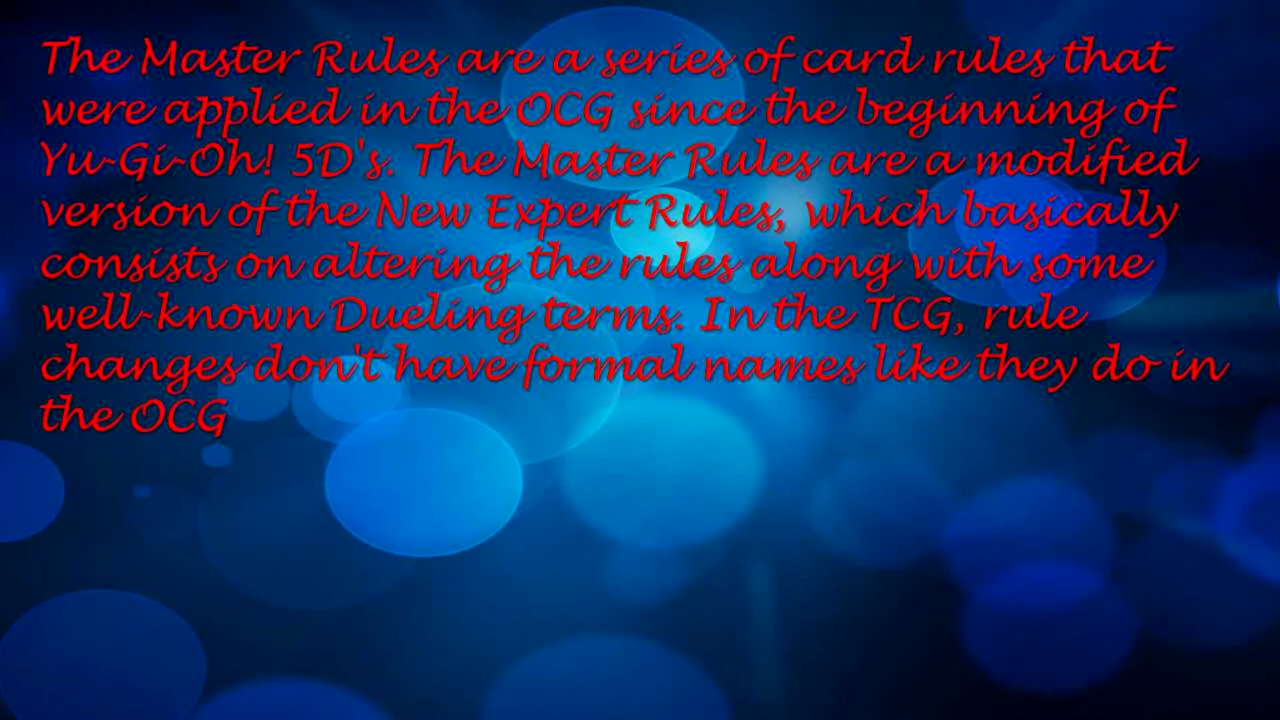 The Master Rules are a series of card rules that
were applied in the OCG since the beginning of
Yu-Gi-Oh! 5D's. The Master Rules are a modified
version of the New Expert Rules, which basically
consists on altering the rules along with some
well-known Dueling terms. In the TCG, rule
changes don't have formal names like they do in
the OCG